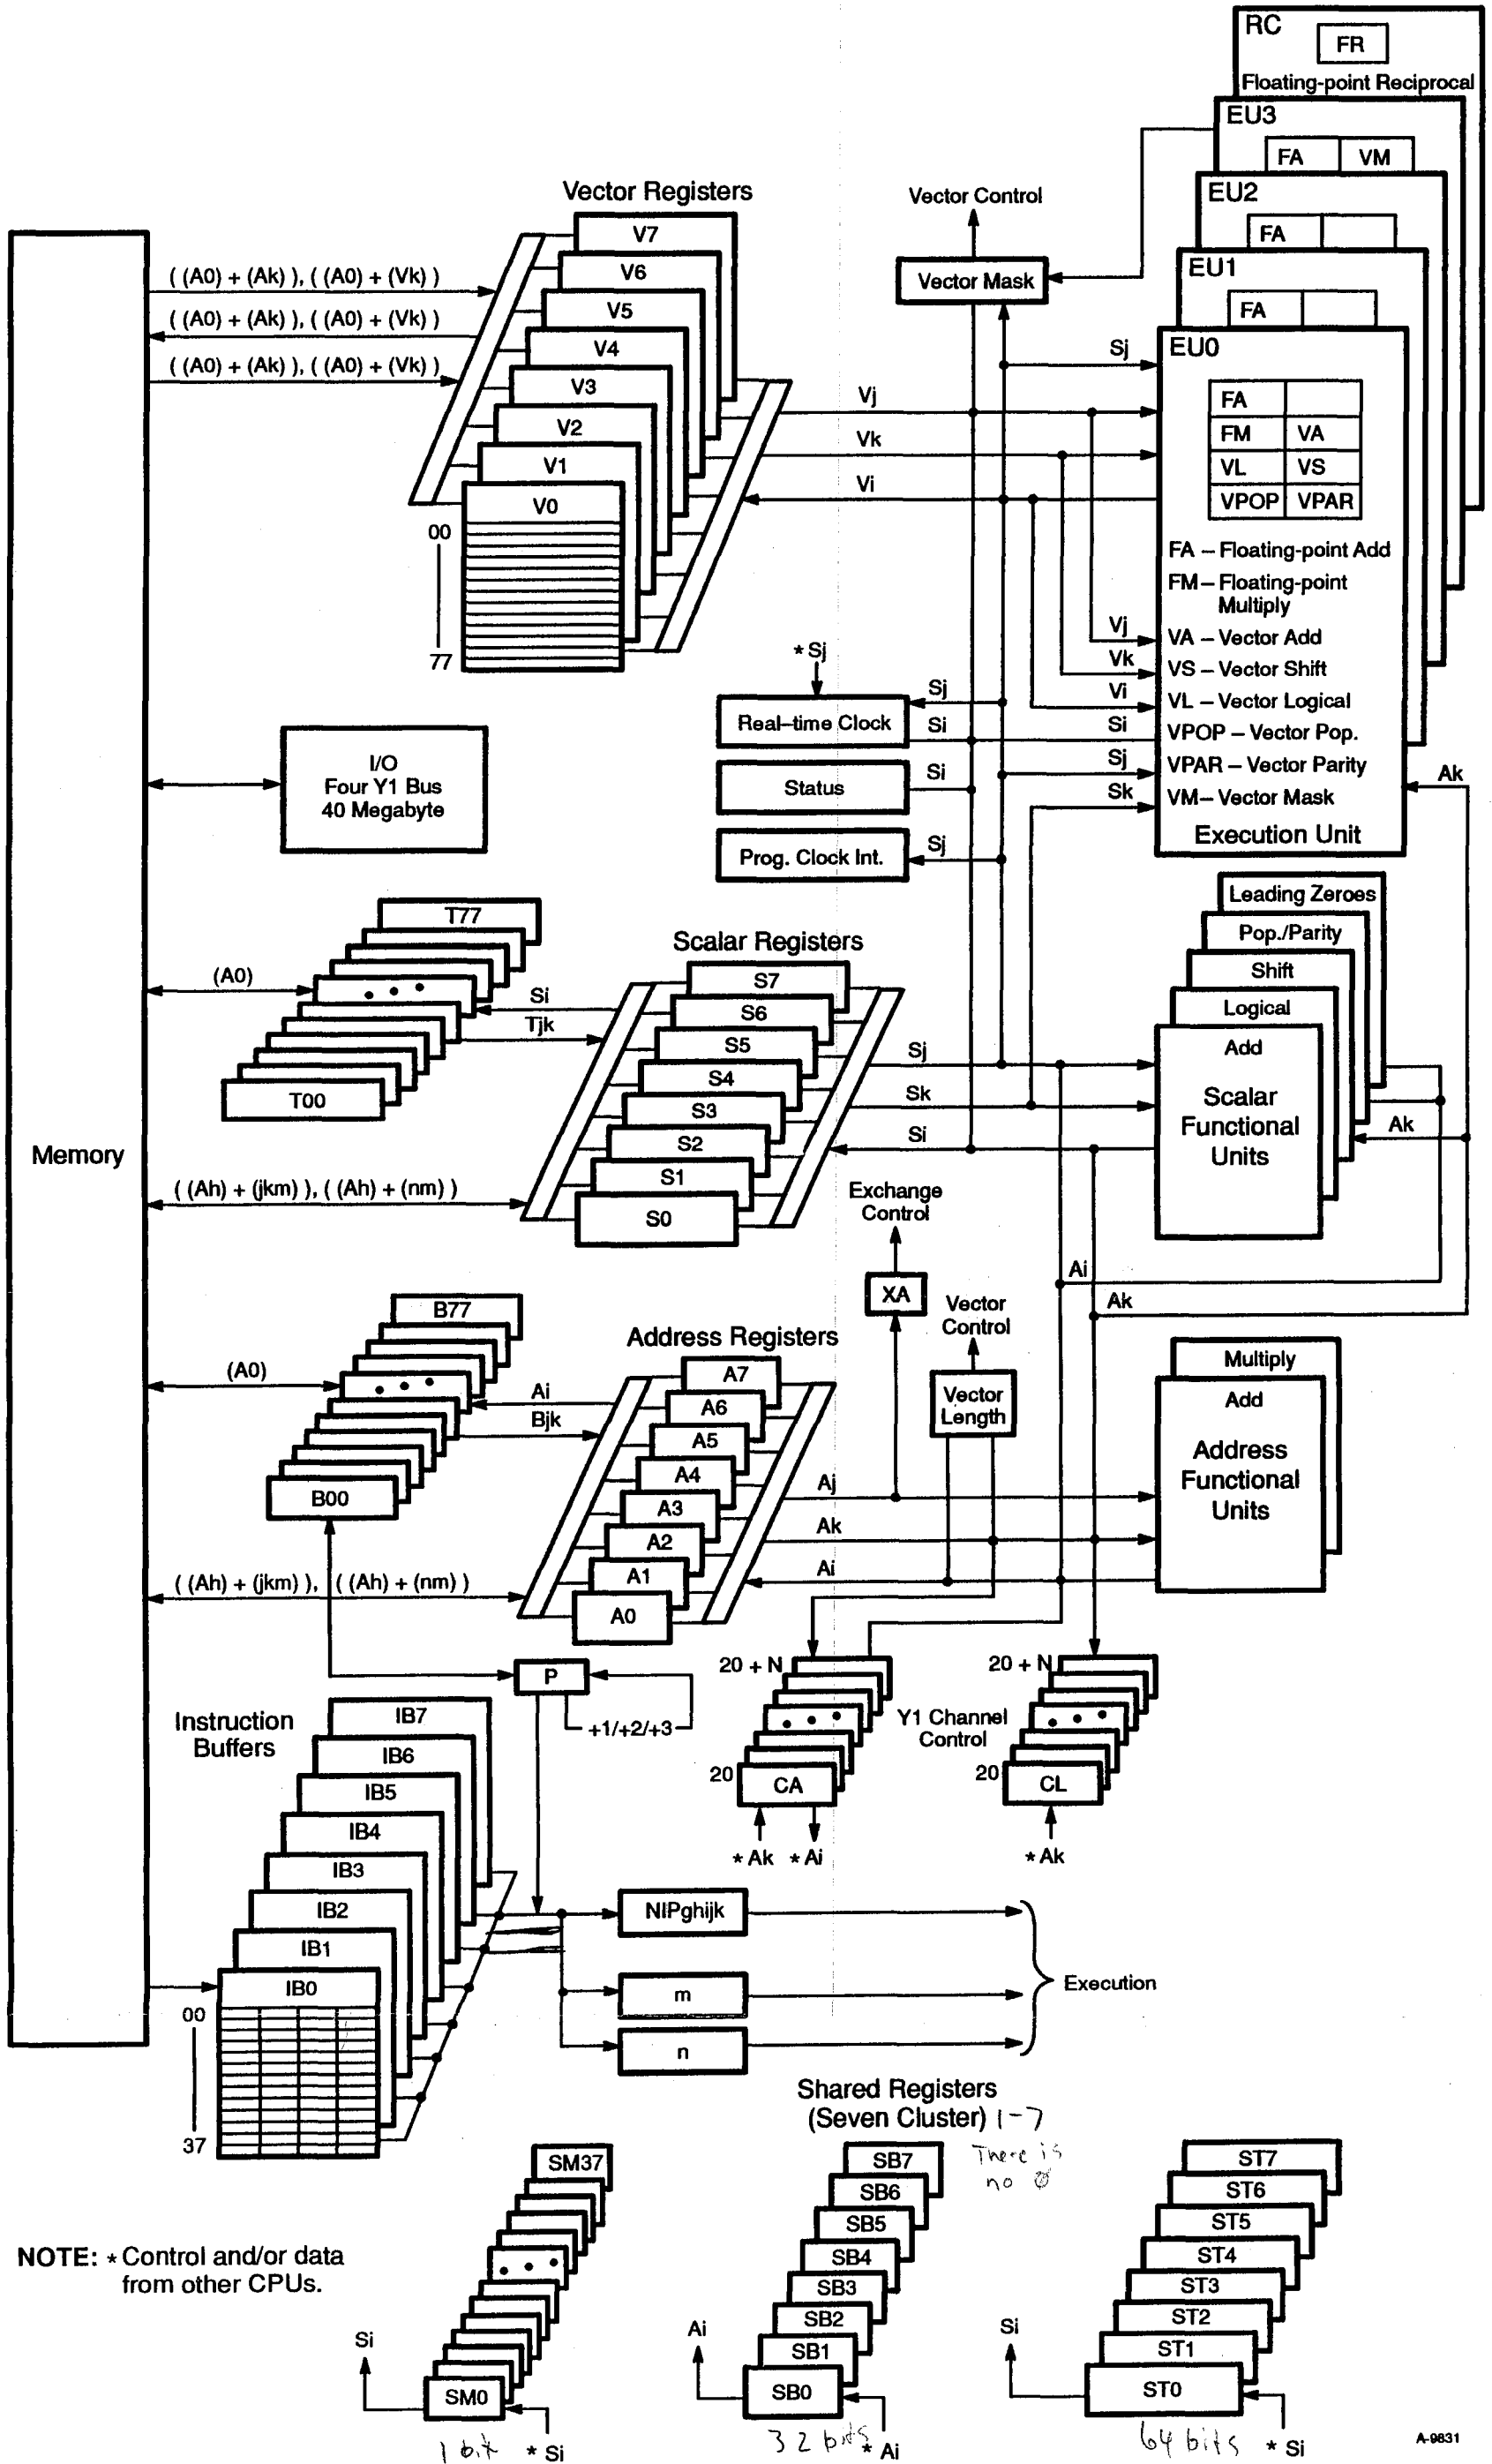 RC
FR
Floating-point Reciprocal
EU3
FA VM
EU2
FA
EU1
FA
EU0
FA
FM VA
VL VS
VPOP VPAR
FA – Floating-point Add
FM – Floating-point
Multiply
VA – Vector Add
VS – Vector Shift
VL – Vector Logical
VPOP – Vector Pop.
VPAR – Vector Parity
VM – Vector Mask
Execution Unit
Vector Registers
V7
V6
V5
V4
V3
V2
V1
V0
00
77
( (A0) + (Ak) ), ( (A0) + (Vk) )
( (A0) + (Ak) ), ( (A0) + (Vk) )
( (A0) + (Ak) ), ( (A0) + (Vk) )
Vector Control
Vector Mask
Sj
Vj
Vk
Vi
Vj
Vk
Vi
Si
Sj
Sk
Ak
* Sj
Real–time Clock
Sj
Si
Status
Si
Prog. Clock Int.
Sj
I/O
Four Y1 Bus
40 Megabyte
Memory
T77
T00
(A0)
Si
Tjk
Scalar Registers
S7
S6
S5
S4
S3
S2
S1
S0
( (Ah) + (jkm) ), ( (Ah) + (nm) )
Sj
Sk
Si
Leading Zeroes
Pop./Parity
Shift
Logical
Add
Scalar
Functional
Units
Ak
Ai
Ak
Exchange
Control
XA
Vector
Control
Vector
Length
B77
B00
(A0)
Ai
Bjk
Address Registers
A7
A6
A5
A4
A3
A2
A1
A0
( (Ah) + (jkm) ), ( (Ah) + (nm) )
Aj
Ak
Ai
Multiply
Add
Address
Functional
Units
P
+1/+2/+3
20 + N
20
CA
* Ak * Ai
Y1 Channel
Control
20 + N
20
CL
* Ak
Instruction
Buffers
IB7
IB6
IB5
IB4
IB3
IB2
IB1
IB0
00
37
NIPghijk
m
n
Execution
Shared Registers
(Seven Cluster) 1-7
There is
no 0
SM37
SM0
Si
* Si
1 bit
SB7
SB6
SB5
SB4
SB3
SB2
SB1
SB0
Ai
* Ai
32 bits
ST7
ST6
ST5
ST4
ST3
ST2
ST1
ST0
Si
* Si
64 bits
NOTE: * Control and/or data
from other CPUs.
A-9831